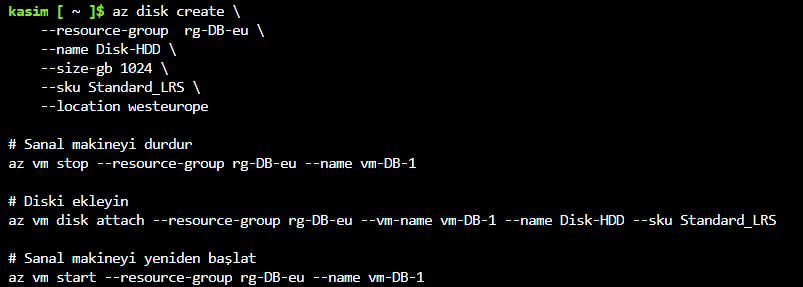 kasim [ ~ ]$ az disk create \
    --resource-group  rg-DB-eu \
    --name Disk-HDD \
    --size-gb 1024 \
    --sku Standard_LRS \
    --location westeurope

# Sanal makineyi durdur
az vm stop --resource-group rg-DB-eu --name vm-DB-1

# Diski ekleyin
az vm disk attach --resource-group rg-DB-eu --vm-name vm-DB-1 --name Disk-HDD --sku Standard_LRS

# Sanal makineyi yeniden başlat
az vm start --resource-group rg-DB-eu --name vm-DB-1